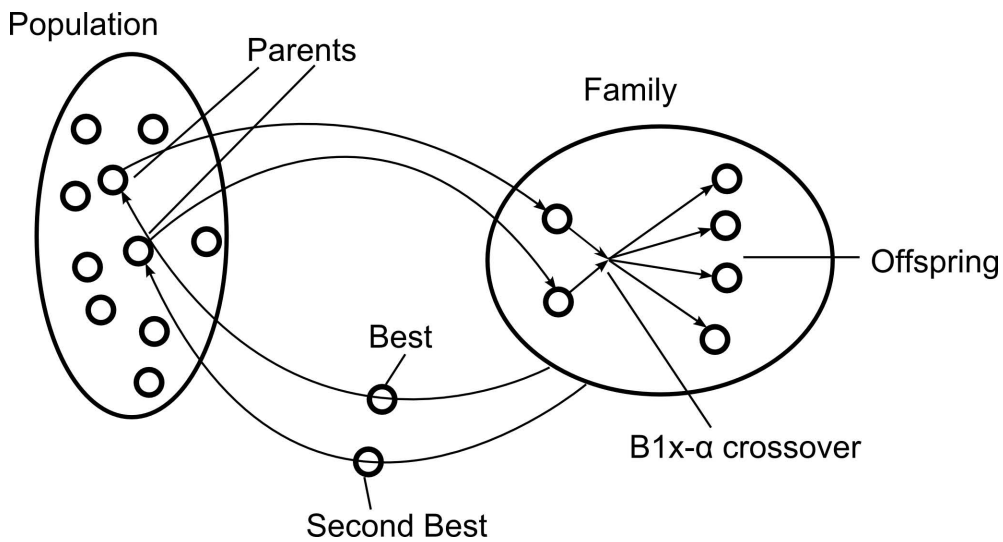 Population
Parents
Family
Offspring
Best
B1x-α crossover
Second Best